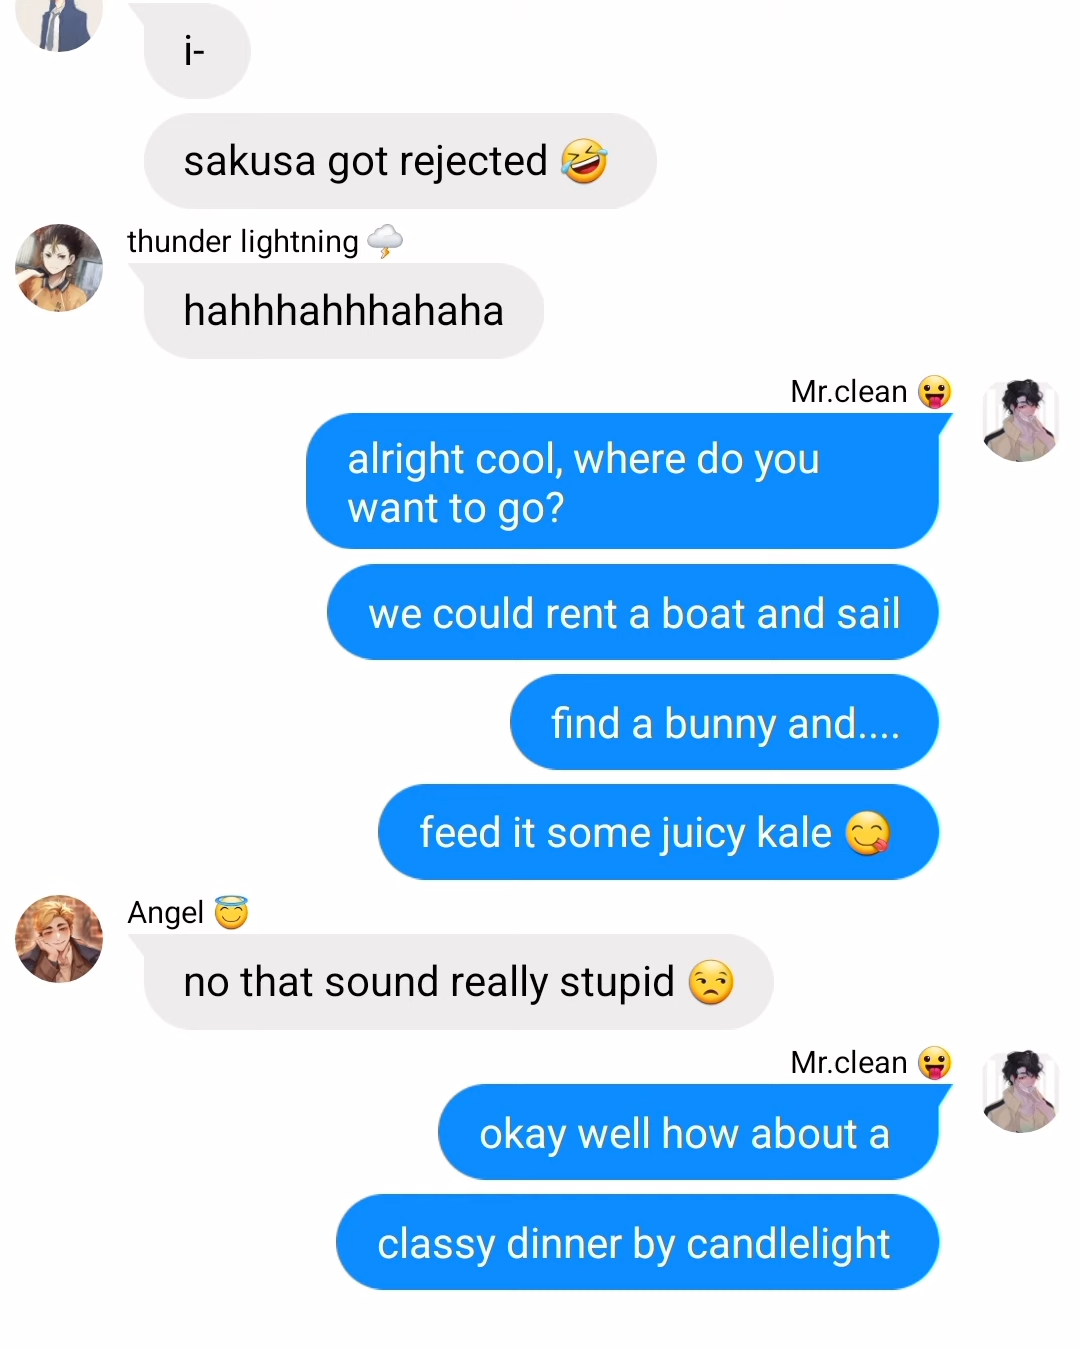 i-
sakusa got rejected 🤣
thunder lightning 🌩️
hahhhahhhahaha
Mr.clean 😛
alright cool, where do you
want to go?
we could rent a boat and sail
find a bunny and....
feed it some juicy kale 😋
Angel 😇
no that sound really stupid 😒
Mr.clean 😛
okay well how about a
classy dinner by candlelight